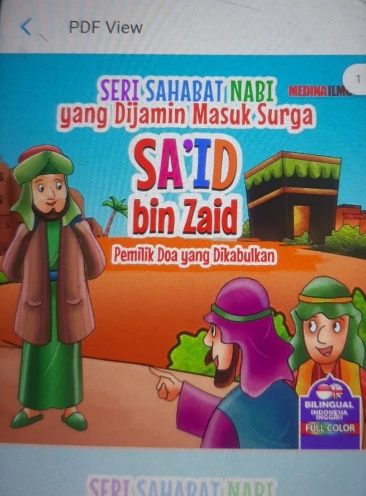 PDF View
1
SERI SAHABAT NABI
MEDINA ILM
yang Dijamin Masuk Surga
SA'ID
bin Zaid
Pemilik Doa yang Dikabulkan
BILINGUAL
INDONESIA
INGGRIS
FULL COLOR
SERI SAHABAT NABI